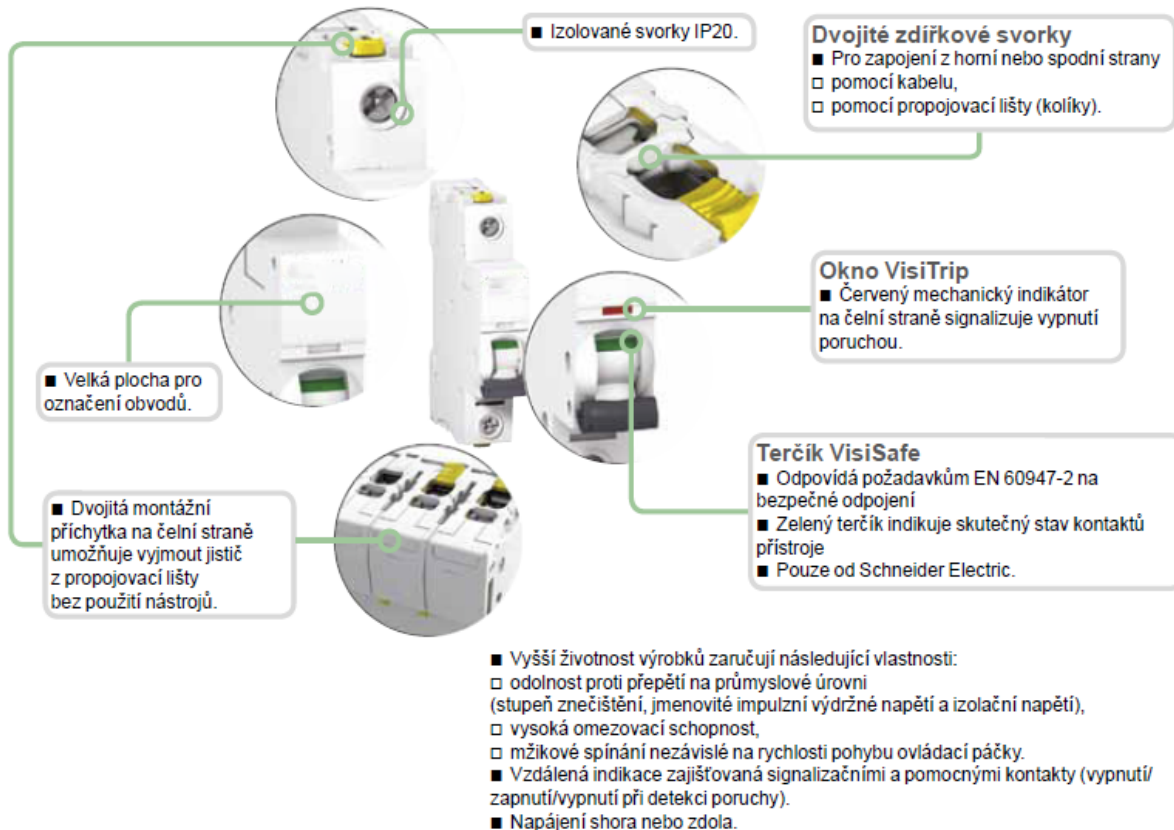 ■ Izolované svorky IP20.
Dvojité zdířkové svorky
■ Pro zapojení z horní nebo spodní strany
□ pomocí kabelu,
□ pomocí propojovací lišty (kolíky).
Okno VisiTrip
■ Červený mechanický indikátor
na čelní straně signalizuje vypnutí
poruchou.
■ Velká plocha pro
označení obvodů.
Terčík VisiSafe
■ Odpovídá požadavkům EN 60947-2 na
bezpečné odpojení
■ Zelený terčík indikuje skutečný stav kontaktů
přístroje
■ Pouze od Schneider Electric.
■ Dvojitá montážní
příchytka na čelní straně
umožňuje vyjmout jistič
z propojovací lišty
bez použití nástrojů.
■ Vyšší životnost výrobků zaručují následující vlastnosti:
□ odolnost proti přepětí na průmyslové úrovni
(stupeň znečištění, jmenovité impulzní výdržné napětí a izolační napětí),
□ vysoká omezovací schopnost,
□ mžikové spínání nezávislé na rychlosti pohybu ovládací páčky.
■ Vzdálená indikace zajišťovaná signalizačními a pomocnými kontakty (vypnutí/
zapnutí/vypnutí při detekci poruchy).
■ Napájení shora nebo zdola.